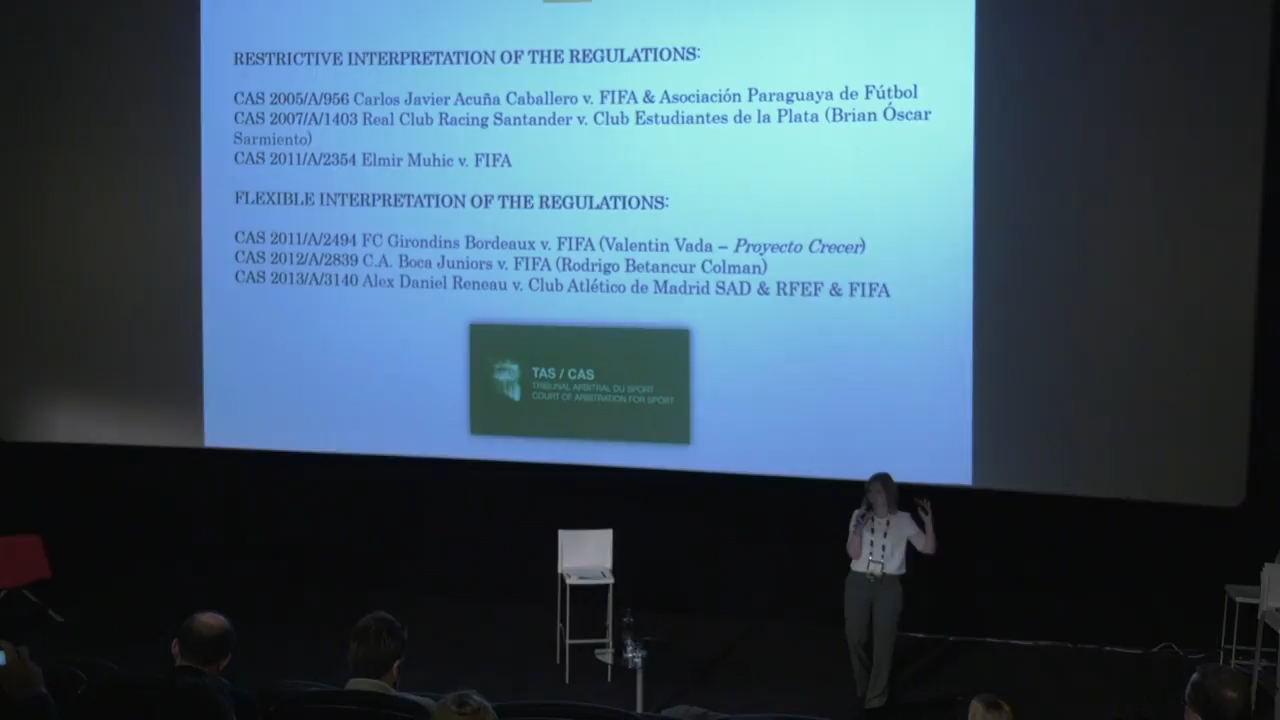 RESTRICTIVE INTERPRETATION OF THE REGULATIONS:
CAS 2005/A/956 Carlos Javier Acuña Caballero v. FIFA & Asociación Paraguaya de Fútbol
CAS 2007/A/1403 Real Club Racing Santander v. Club Estudiantes de la Plata (Brian Óscar
Sarmiento)
CAS 2011/A/2354 Elmir Muhic v. FIFA
FLEXIBLE INTERPRETATION OF THE REGULATIONS:
CAS 2011/A/2494 FC Girondins Bordeaux v. FIFA (Valentin Vada – Proyecto Crecer)
CAS 2012/A/2839 C.A. Boca Juniors v. FIFA (Rodrigo Betancur Colman)
CAS 2013/A/3140 Alex Daniel Reneau v. Club Atlético de Madrid SAD & RFEF & FIFA
TAS / CAS
TRIBUNAL ARBITRAL DU SPORT
COURT OF ARBITRATION FOR SPORT